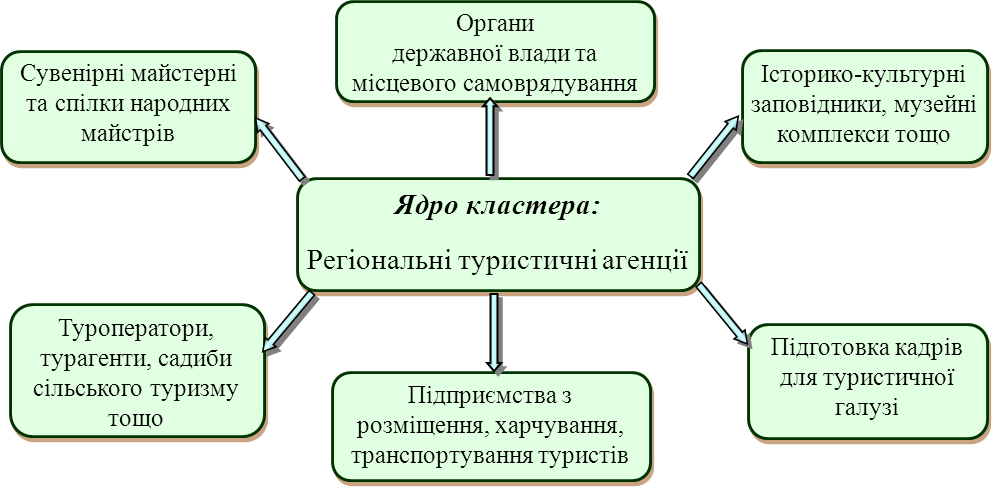 Органи
державної влади та
місцевого самоврядування
Сувенірні майстерні
та спілки народних
майстрів
Історико-культурні
заповідники, музейні
комплекси тощо
Ядро кластера:
Регіональні туристичні агенції
Туроператори,
турагенти, садиби
сільського туризму
тощо
Підприємства з
розміщення, харчування,
транспортування туристів
Підготовка кадрів
для туристичної
галузі